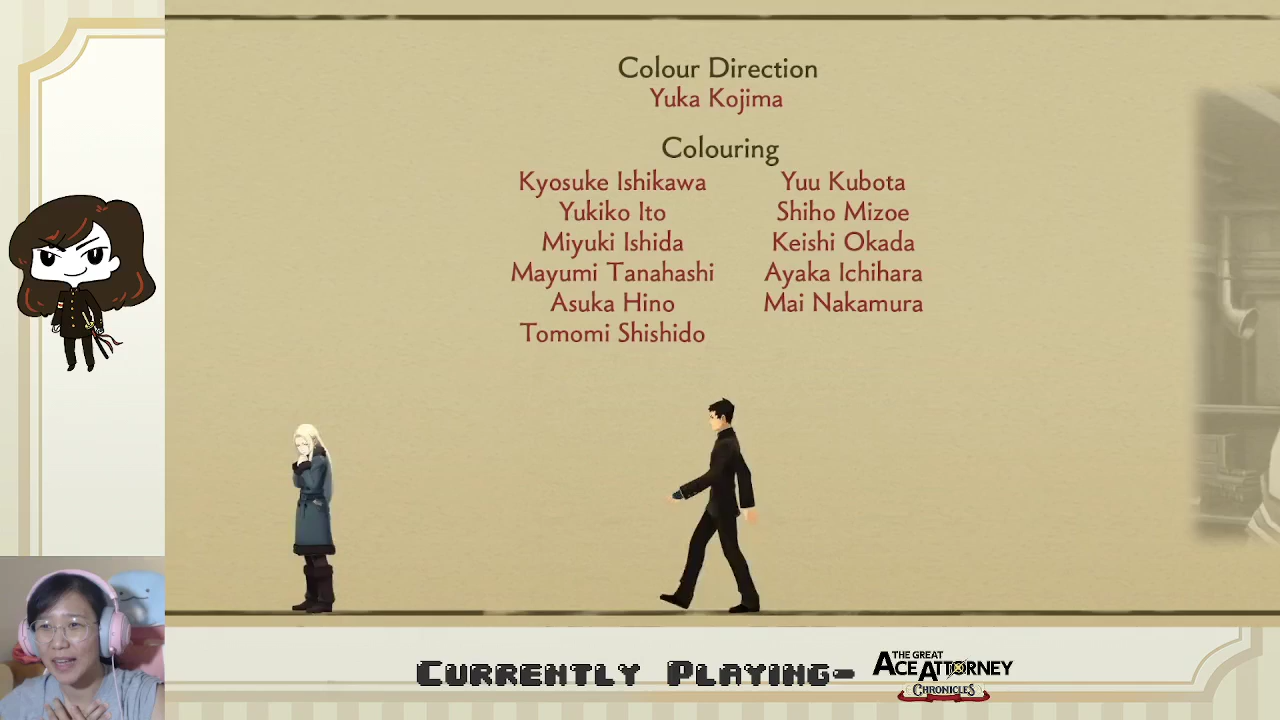 Colour Direction
Yuka Kojima
Colouring
Kyosuke Ishikawa Yuu Kubota
Yukiko Ito Shiho Mizoe
Miyuki Ishida Keishi Okada
Mayumi Tanahashi Ayaka Ichihara
Asuka Hino Mai Nakamura
Tomomi Shishido
Currently Playing-
THE GREAT
ACE ATTORNEY
CHRONICLES